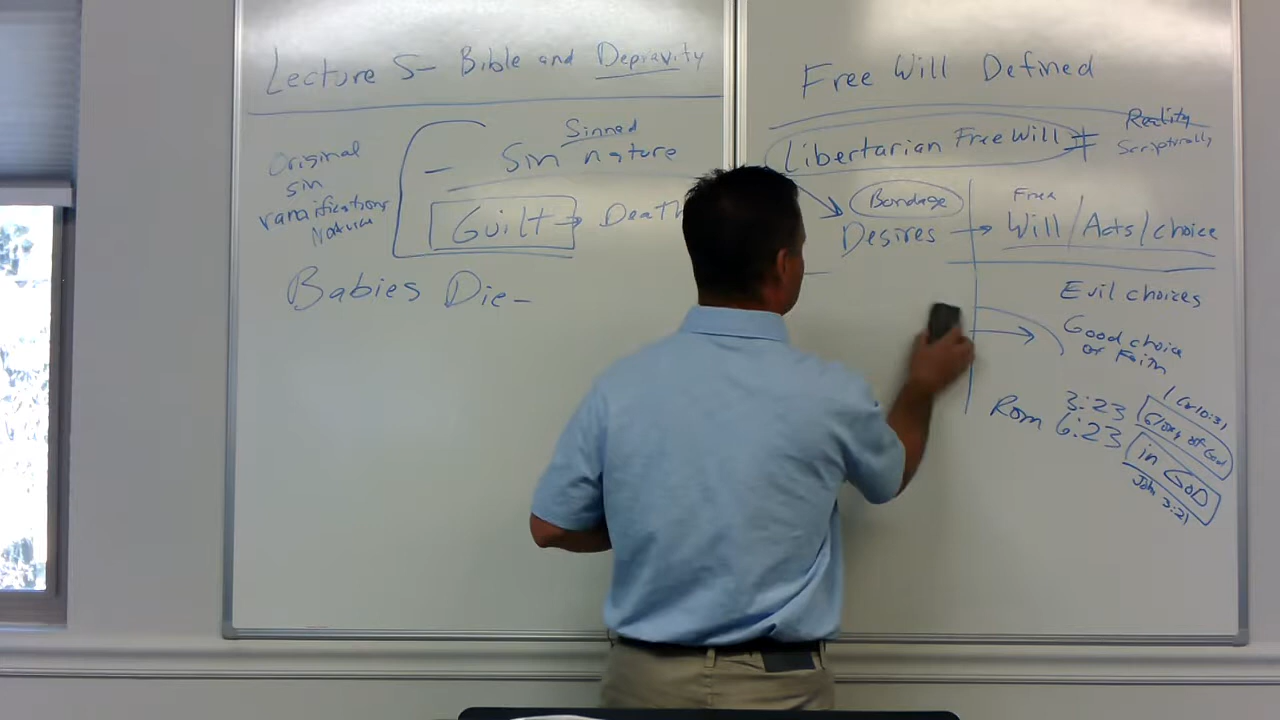 Lecture 5- Bible and Depravity
Original
sin
ramifications
Nature
Sinned
- Sin nature
Guilt → Death
Babies Die-
Free Will Defined
Libertarian Free Will ≠
Reality
Scripturally
Bondage
Desires →
Free
Will/Acts/choice
Evil choices
Good choice
of Faith
Rom 3:23
6:23
1 Cor 10:31
Glory of God
in GOD
John 3:21